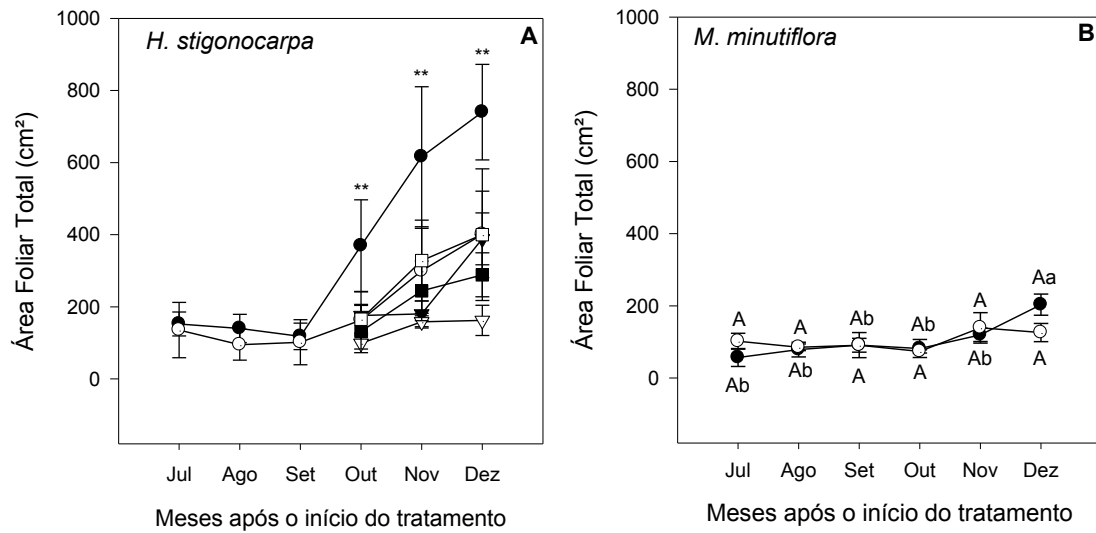 H. stigonocarpa
A
**
**
**
Área Foliar Total (cm²)
1000
800
600
400
200
0
Jul Ago Set Out Nov Dez
Meses após o início do tratamento
M. minutiflora
B
Área Foliar Total (cm²)
1000
800
600
400
200
0
A A Ab Ab A Aa
Ab Ab A A Ab A
Jul Ago Set Out Nov Dez
Meses após o início do tratamento